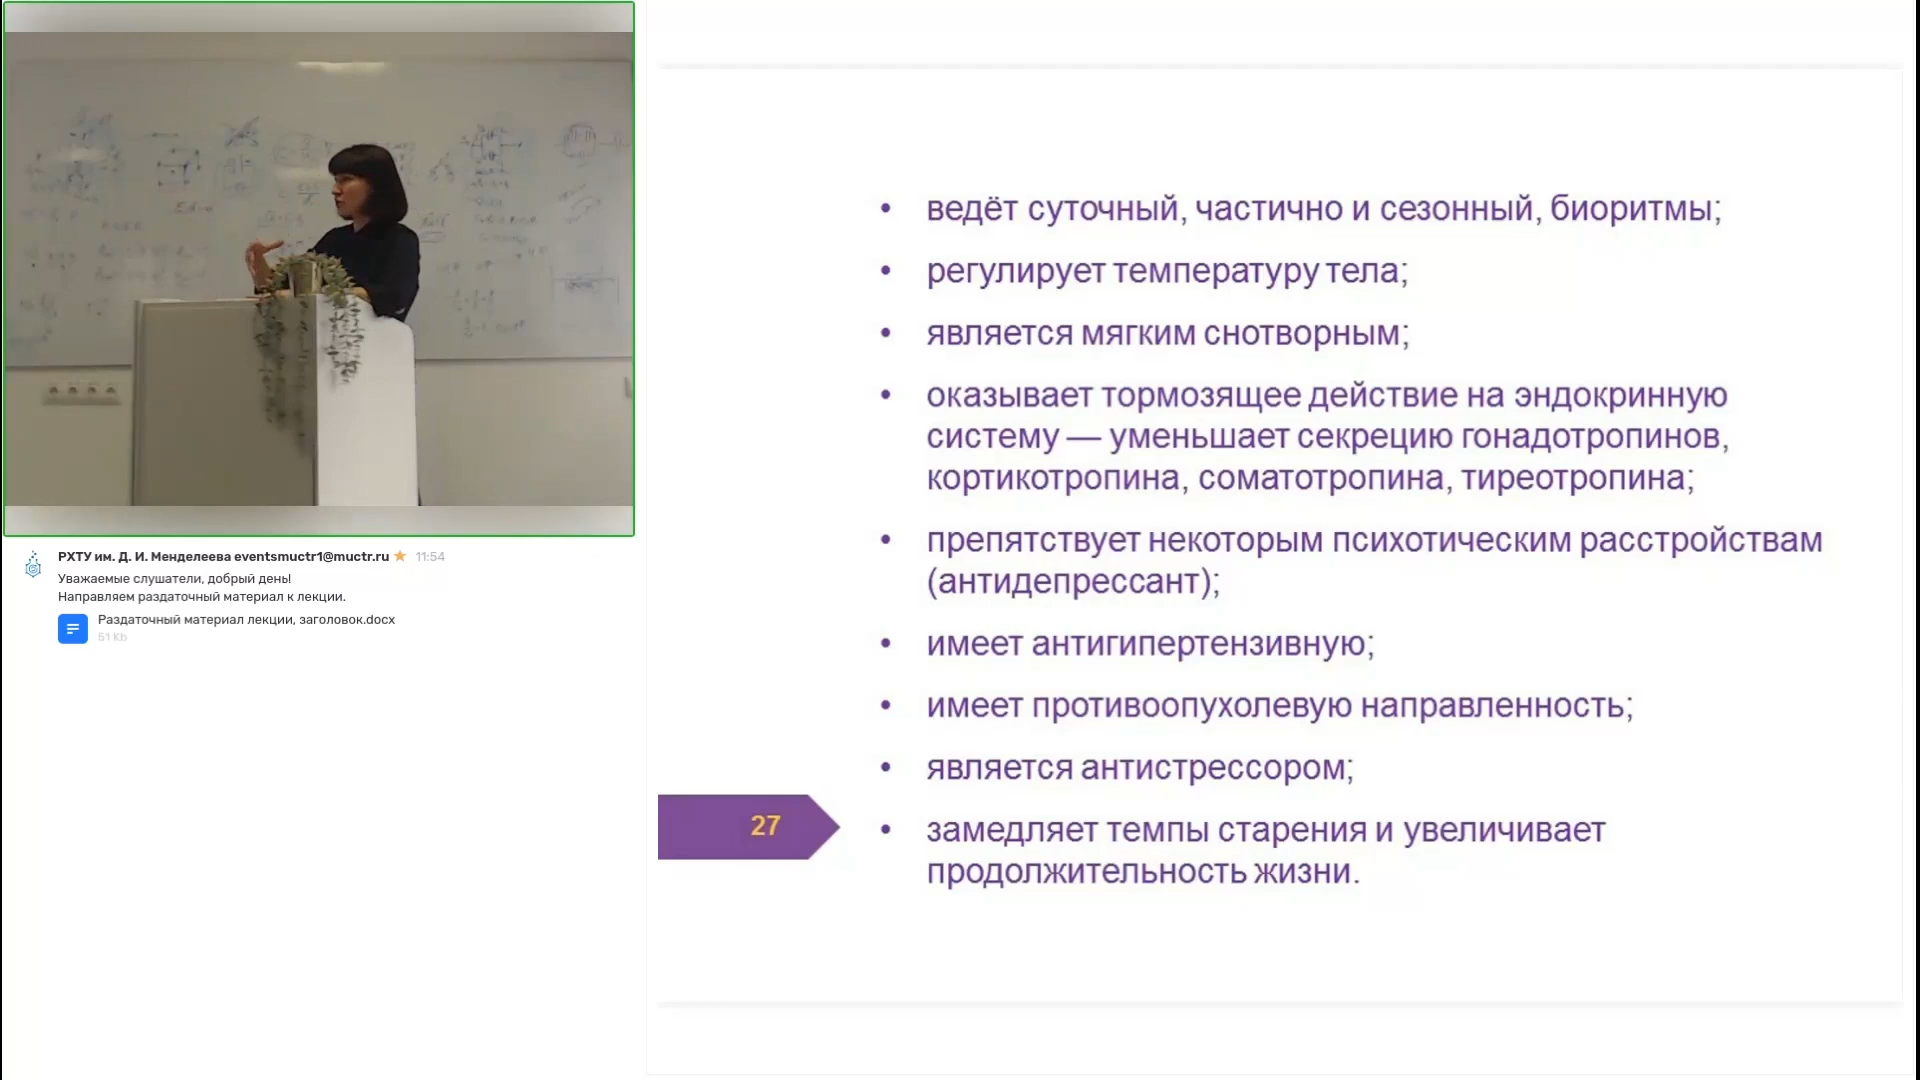 РХТУ им. Д. И. Менделеева eventsmuctr1@muctr.ru 11:54
Уважаемые слушатели, добрый день!
Направляем раздаточный материал к лекции.
Раздаточный материал лекции, заголовок.docx
51 Kb
• ведёт суточный, частично и сезонный, биоритмы;
• регулирует температуру тела;
• является мягким снотворным;
• оказывает тормозящее действие на эндокринную
систему — уменьшает секрецию гонадотропинов,
кортикотропина, соматотропина, тиреотропина;
• препятствует некоторым психотическим расстройствам
(антидепрессант);
• имеет антигипертензивную;
• имеет противоопухолевую направленность;
• является антистрессором;
27
• замедляет темпы старения и увеличивает
продолжительность жизни.